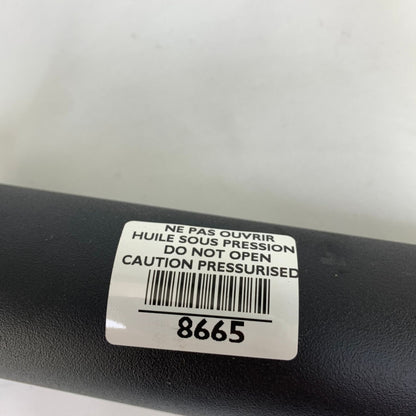 NE PAS OUVRIR
HUILE SOUS PRESSION
DO NOT OPEN
CAUTION PRESSURISED
8665